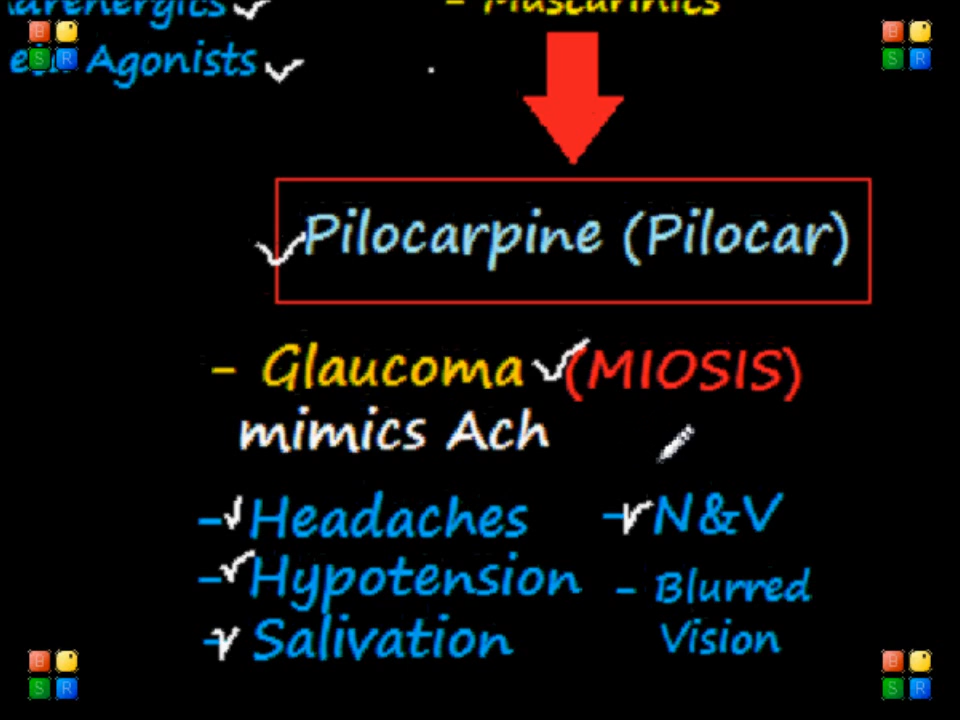 - Muscarinics
Agonists
Pilocarpine (Pilocar)
- Glaucoma (MIOSIS)
mimics Ach
- Headaches - N&V
- Hypotension - Blurred
Vision
- Salivation
B
S R
B
S R
B
S R
B
S R